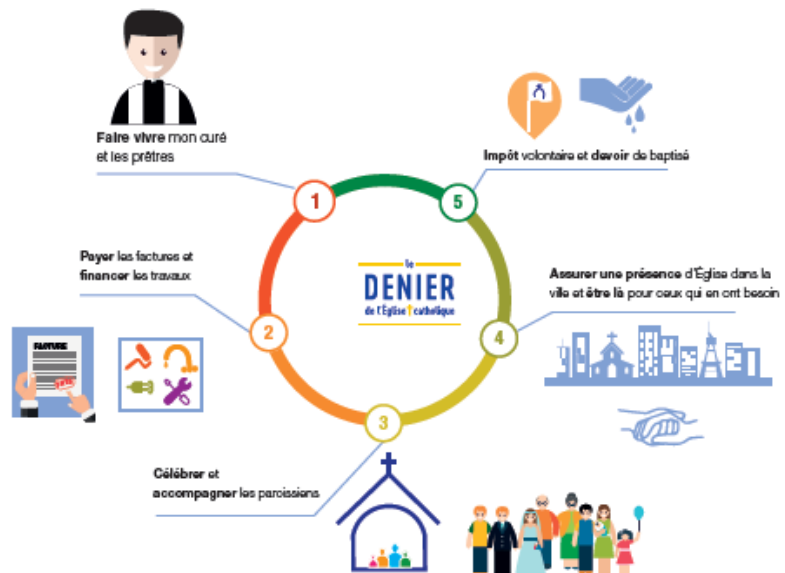 Faire vivre mon curé
et les prêtres
1
Payer les factures et
financer les travaux
2
FACTURE
Célébrer et
accompagner les paroissiens
3
Assurer une présence d'Église dans la
ville et être là pour ceux qui en ont besoin
4
Impôt volontaire et devoir de baptisé
5
le
DENIER
de l'Église catholique